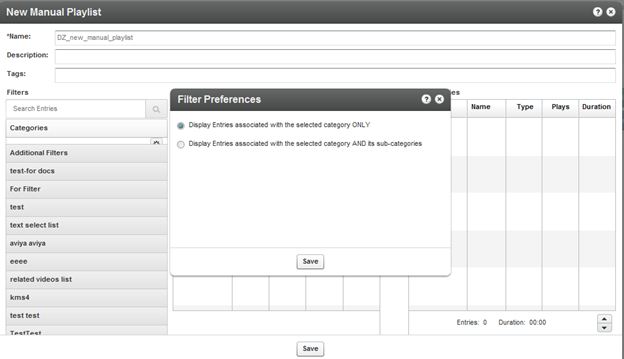 New Manual Playlist
*Name:
DZ_new_manual_playlist
Description:
Tags:
Filters
Search Entries
Categories
Additional Filters
test-for docs
For Filter
test
text select list
aviya aviya
eeee
related videos list
kms4
test test
TestTest
Filter Preferences
Display Entries associated with the selected category ONLY
Display Entries associated with the selected category AND its sub-categories
Save
Name Type Plays Duration
Entries: 0 Duration: 00:00
Save